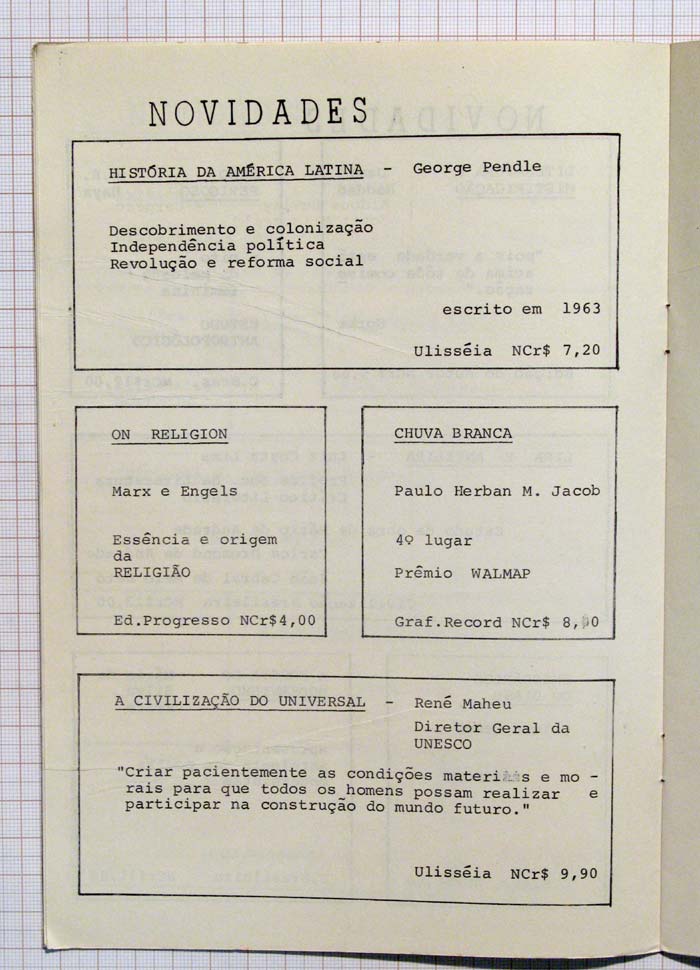 NOVIDADES
HISTÓRIA DA AMÉRICA LATINA - George Pendle
Descobrimento e colonização
Independência política
Revolução e reforma social
escrito em 1963
Ulisséia NCr$ 7,20
ON RELIGION
Marx e Engels
Essência e origem
da
RELIGIÃO
Ed.Progresso NCr$4,00
CHUVA BRANCA
Paulo Herban M. Jacob
4º lugar
Prêmio WALMAP
Graf.Record NCr$ 8,00
A CIVILIZAÇÃO DO UNIVERSAL - René Maheu
Diretor Geral da
UNESCO
"Criar pacientemente as condições materiais e mo -
rais para que todos os homens possam realizar e
participar na construção do mundo futuro."
Ulisséia NCr$ 9,90